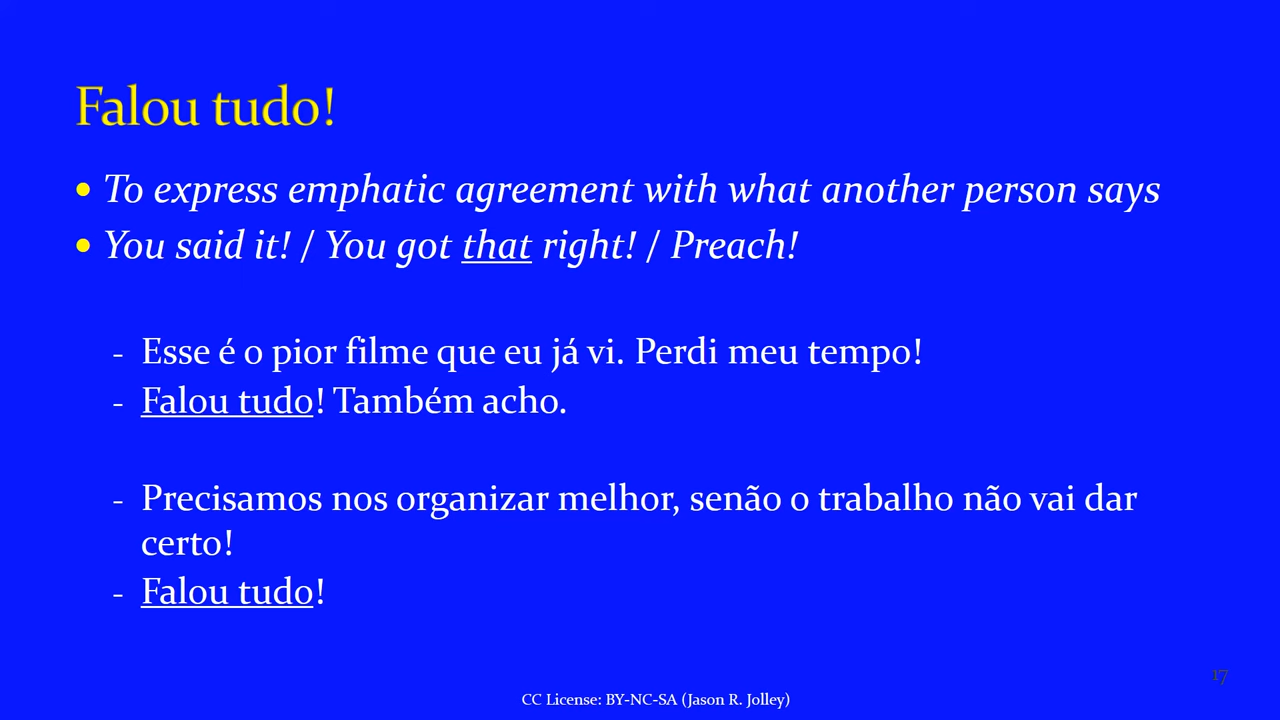 Falou tudo!
• To express emphatic agreement with what another person says
• You said it! / You got that right! / Preach!
- Esse é o pior filme que eu já vi. Perdi meu tempo!
- Falou tudo! Também acho.
- Precisamos nos organizar melhor, senão o trabalho não vai dar
certo!
- Falou tudo!
17
CC License: BY-NC-SA (Jason R. Jolley)